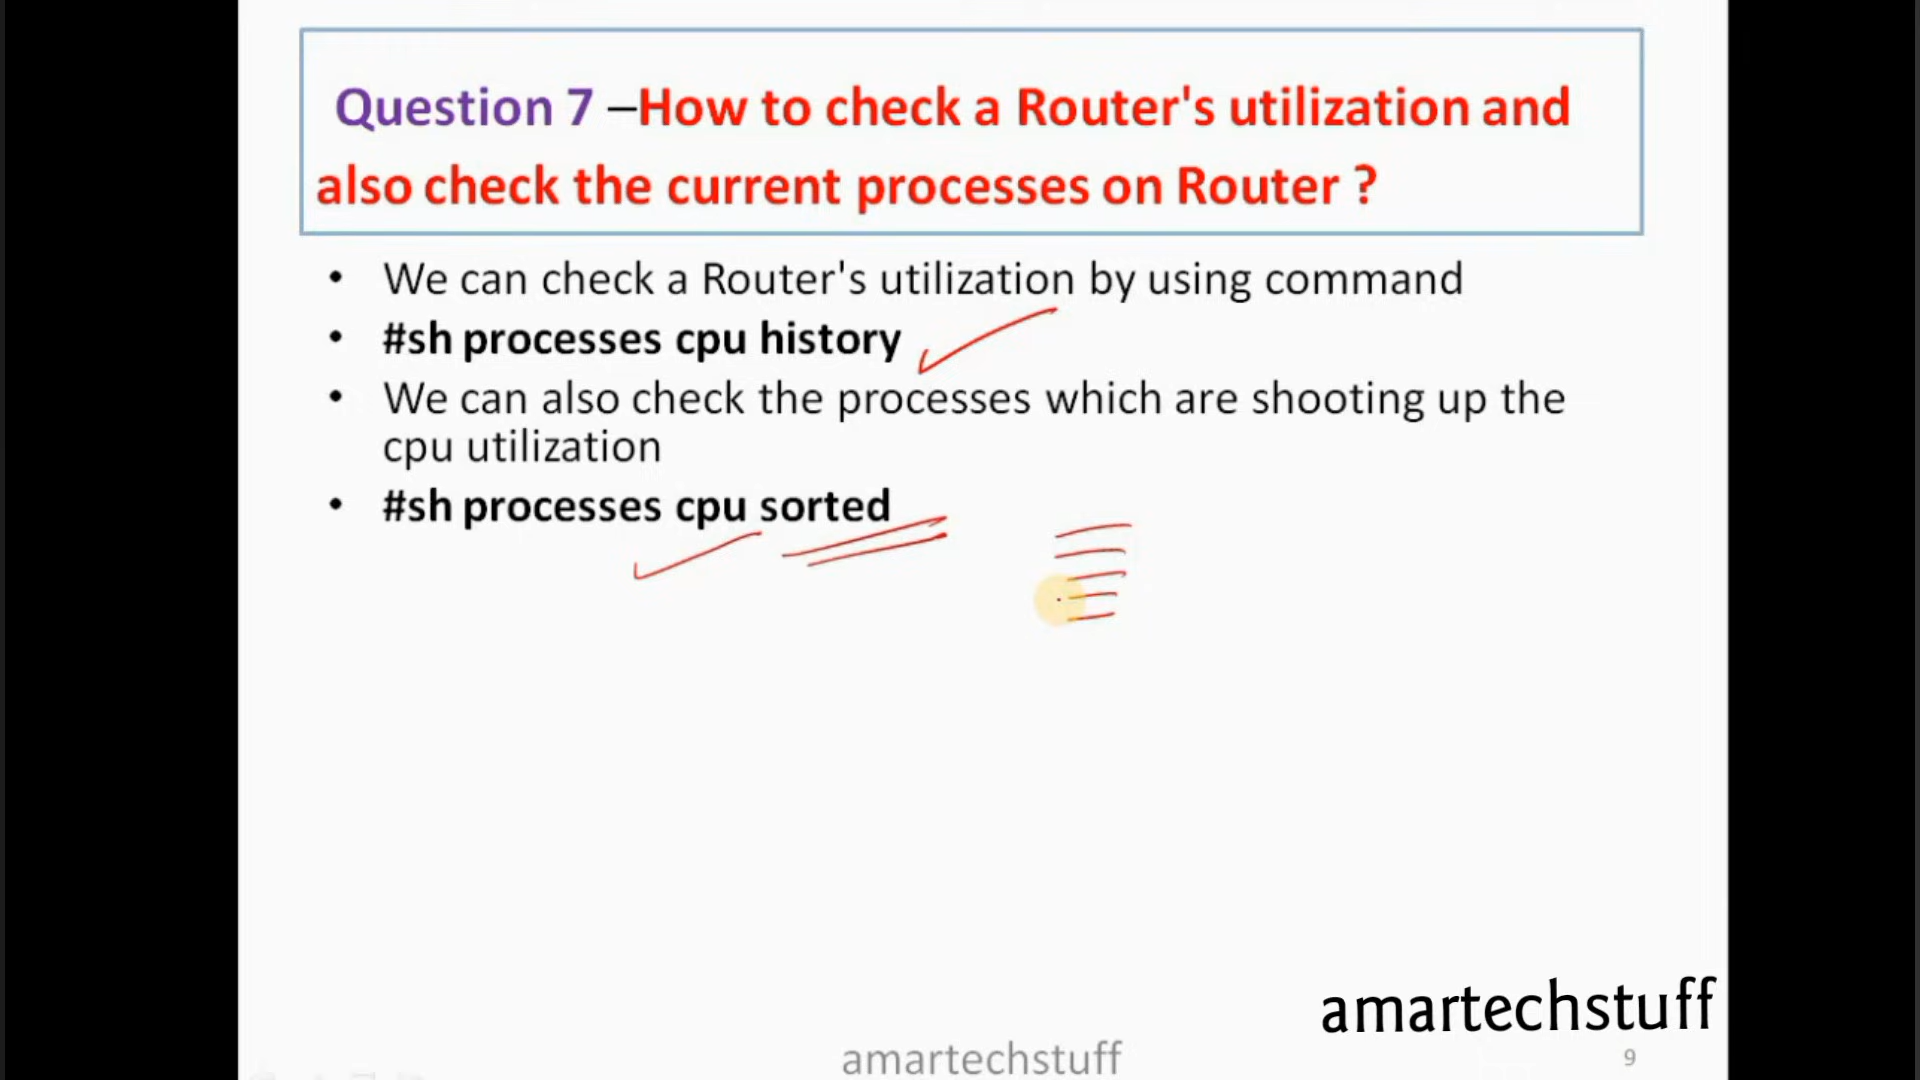 Question 7 –How to check a Router's utilization and
also check the current processes on Router ?
• We can check a Router's utilization by using command
• #sh processes cpu history
• We can also check the processes which are shooting up the
cpu utilization
• #sh processes cpu sorted
amartechstuff
amartechstuff
9